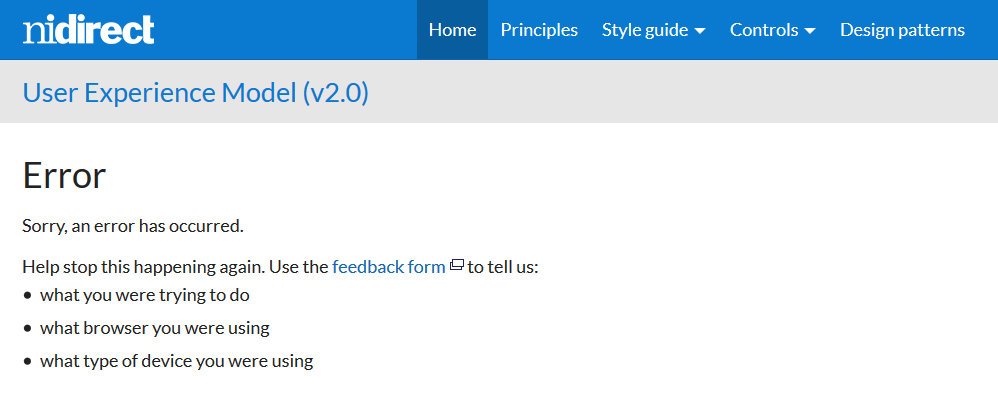 nidirect
Home Principles Style guide Controls Design patterns
User Experience Model (v2.0)
Error
Sorry, an error has occurred.
Help stop this happening again. Use the feedback form to tell us:
• what you were trying to do
• what browser you were using
• what type of device you were using